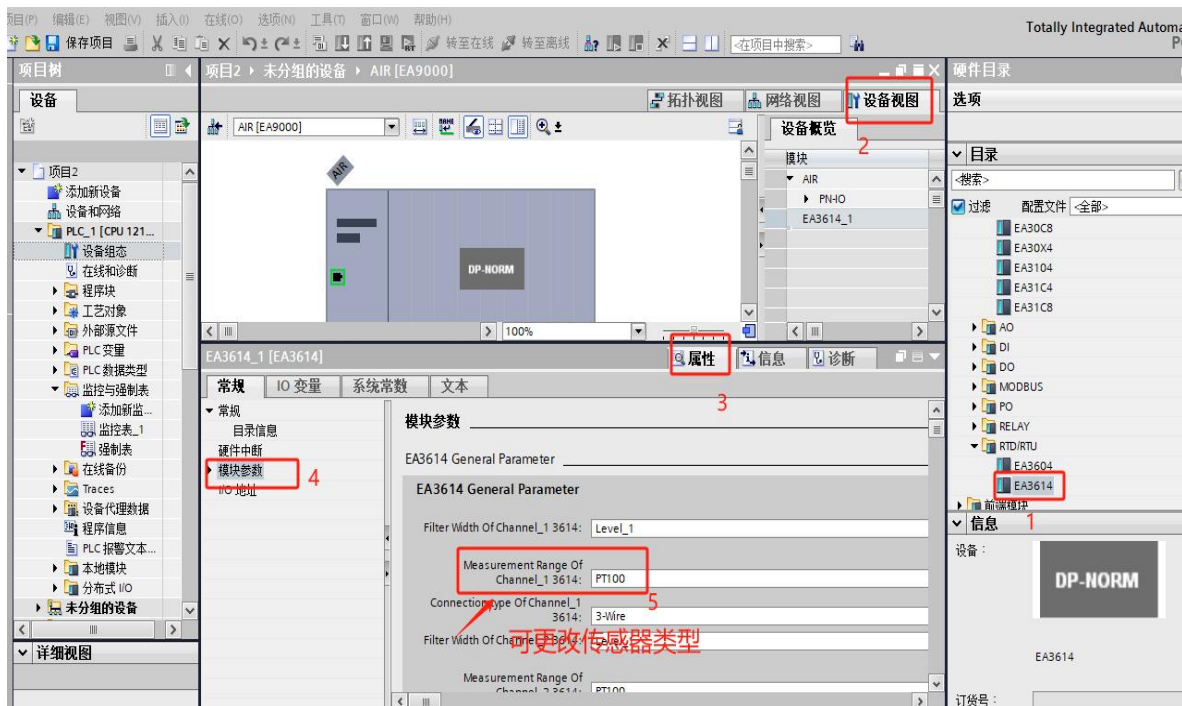 项目(P) 编辑(E) 视图(V) 插入(I) 在线(O) 选项(N) 工具(T) 窗口(W) 帮助(H)
Totally Integrated Automa
保存项目 转至在线 转至离线 <在项目中搜索>
项目树
项目2 未分组的设备 AIR [EA9000]
硬件目录
设备
拓扑视图 网络视图 设备视图
选项
AIR [EA9000]
设备概览
2
模块
AIR
PN-IO
EA3614_1
AIR
DP-NORM
100%
项目2
添加新设备
设备和网络
PLC_1 [CPU 121...
设备组态
在线和诊断
程序块
工艺对象
外部源文件
PLC 变量
PLC 数据类型
监控与强制表
添加新监...
监控表_1
强制表
在线备份
Traces
设备代理数据
程序信息
PLC 报警文本...
本地模块
分布式 I/O
未分组的设备
详细视图
EA3614_1 [EA3614]
属性 信息 诊断
3
常规 IO 变量 系统常数 文本
常规
目录信息
硬件中断
模块参数
4
I/O 地址
模块参数
EA3614 General Parameter
EA3614 General Parameter
Filter Width Of Channel_1 3614: Level_1
Measurement Range Of
Channel_1 3614: PT100
5
Connection type Of Channel_1
3614: 3-Wire
Filter Width Of Channel_2 3614: Level_1
可更改传感器类型
Measurement Range Of
Channel_2 3614: PT100
目录
<搜索>
过滤 配置文件 <全部>
EA30C8
EA30X4
EA3104
EA31C4
EA31C8
AO
DI
DO
MODBUS
PO
RELAY
RTD/RTU
EA3604
EA3614
前端模块
1
信息
设备：
DP-NORM
EA3614
订货号：